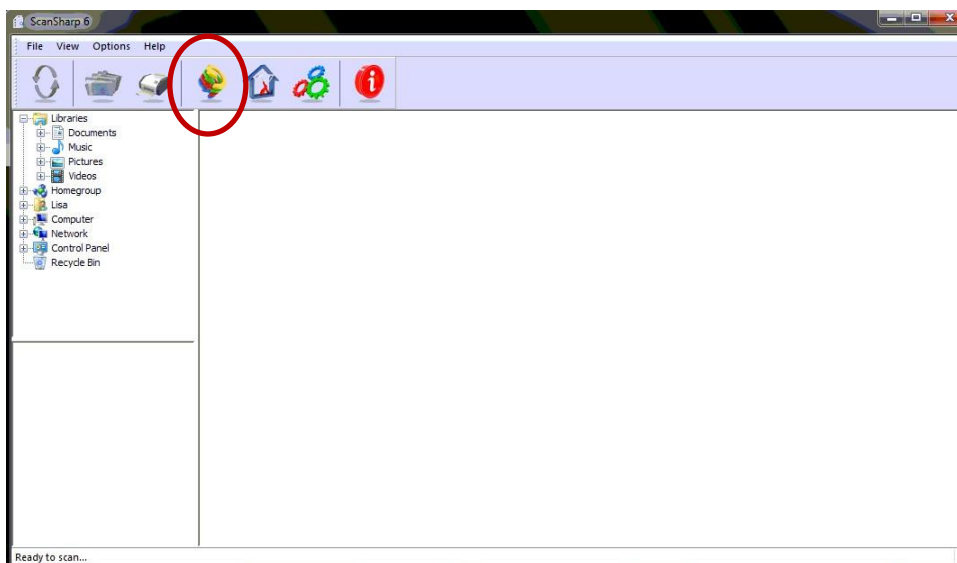 ScanSharp 6
File View Options Help
Libraries
Documents
Music
Pictures
Videos
Homegroup
Lisa
Computer
Network
Control Panel
Recycle Bin
Ready to scan...